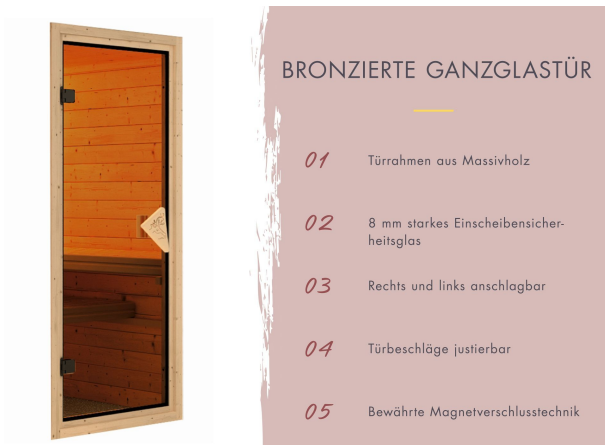 BRONZIERTE GANZGLASTÜR
01 Türrahmen aus Massivholz
02 8 mm starkes Einscheibensicher-
heitsglas
03 Rechts und links anschlagbar
04 Türbeschläge justierbar
05 Bewährte Magnetverschlusstechnik